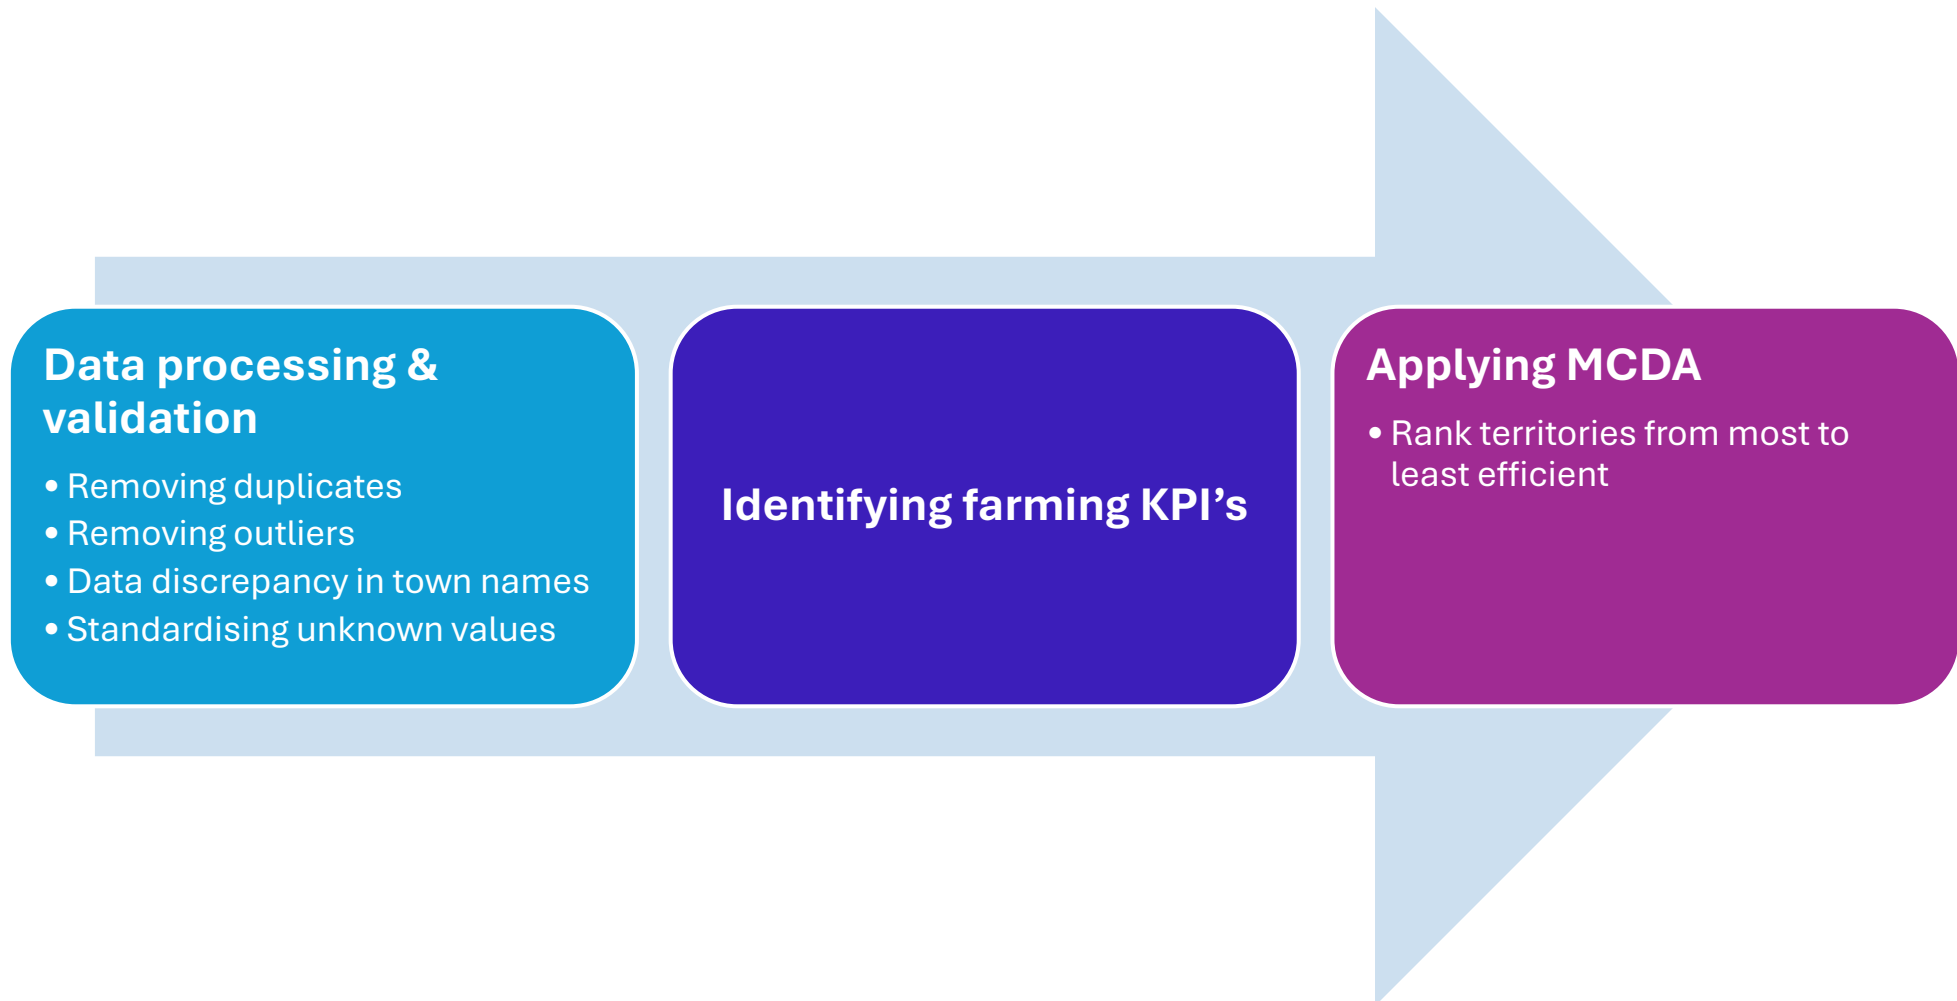 Data processing &
validation
• Removing duplicates
• Removing outliers
• Data discrepancy in town names
• Standardising unknown values
Identifying farming KPI’s
Applying MCDA
• Rank territories from most to
least efficient